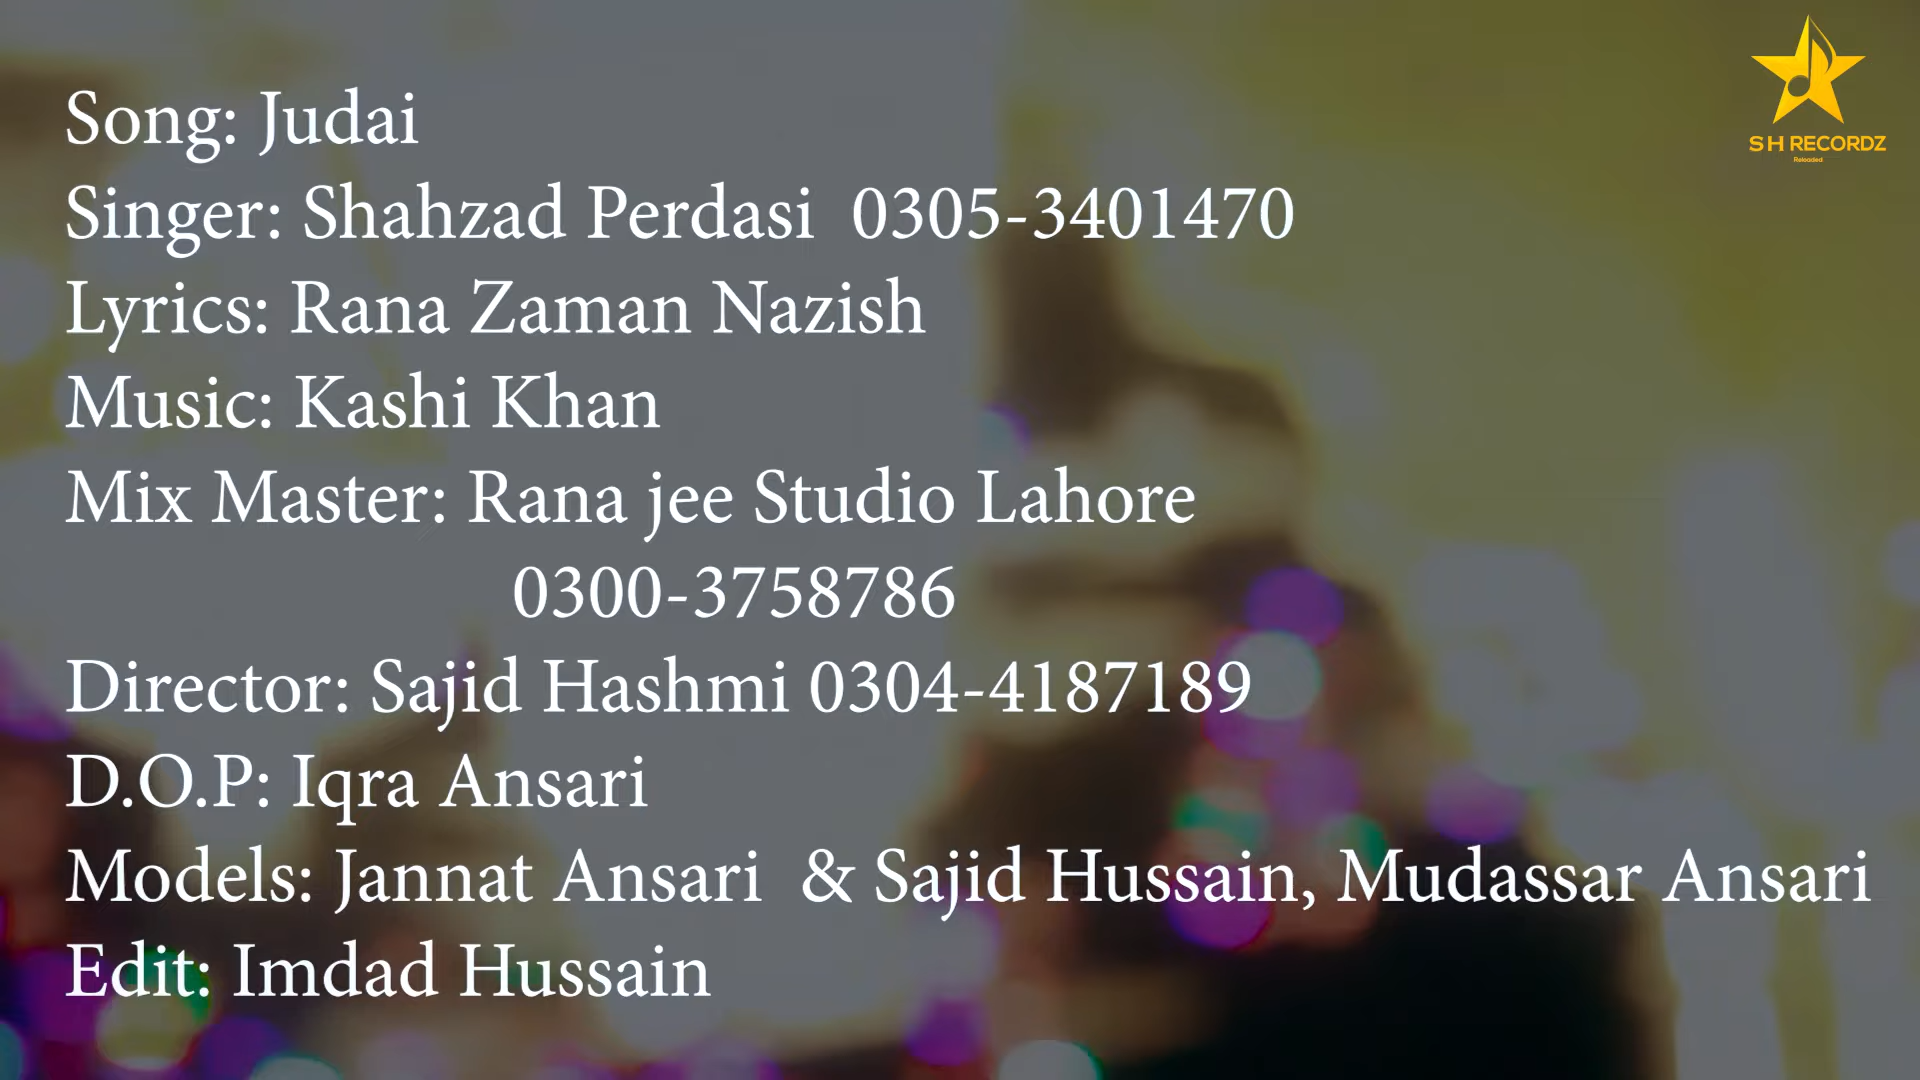 Song: Judai
Singer: Shahzad Perdasi  0305-3401470
Lyrics: Rana Zaman Nazish
Music: Kashi Khan
Mix Master: Rana jee Studio Lahore
0300-3758786
Director: Sajid Hashmi 0304-4187189
D.O.P: Iqra Ansari
Models: Jannat Ansari  & Sajid Hussain, Mudassar Ansari
Edit: Imdad Hussain
S H RECORDZ
Reloaded